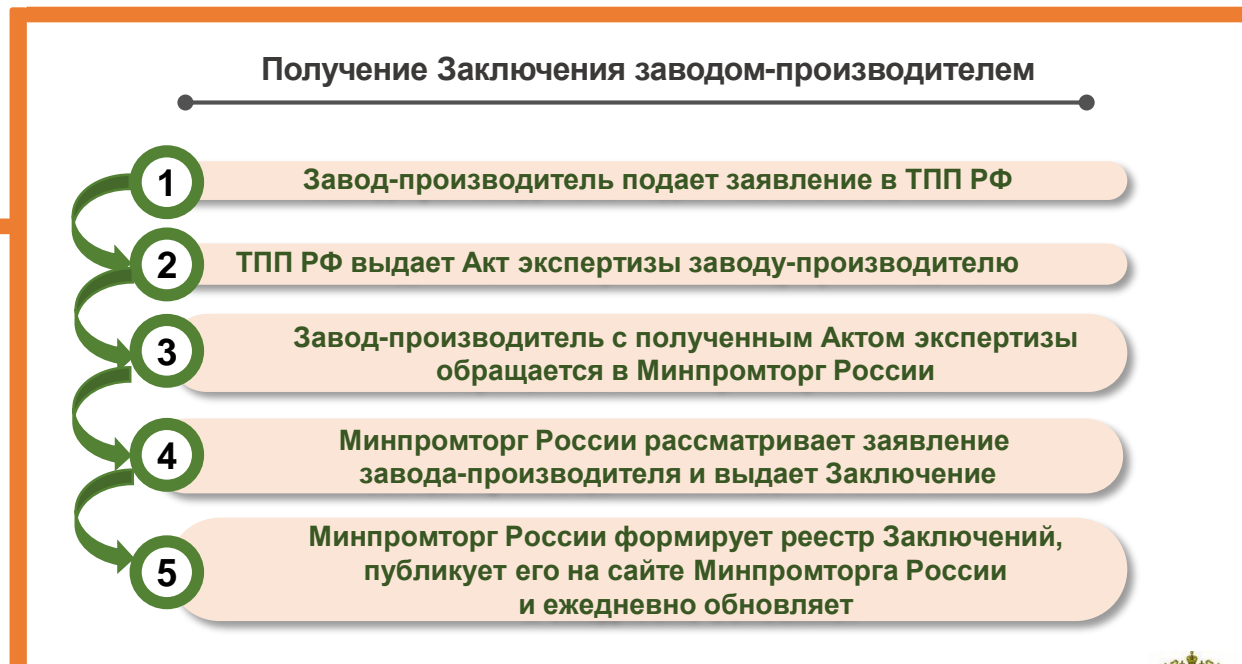 Получение Заключения заводом-производителем
1
Завод-производитель подает заявление в ТПП РФ
2
ТПП РФ выдает Акт экспертизы заводу-производителю
3
Завод-производитель с полученным Актом экспертизы
обращается в Минпромторг России
4
Минпромторг России рассматривает заявление
завода-производителя и выдает Заключение
5
Минпромторг России формирует реестр Заключений,
публикует его на сайте Минпромторга России
и ежедневно обновляет